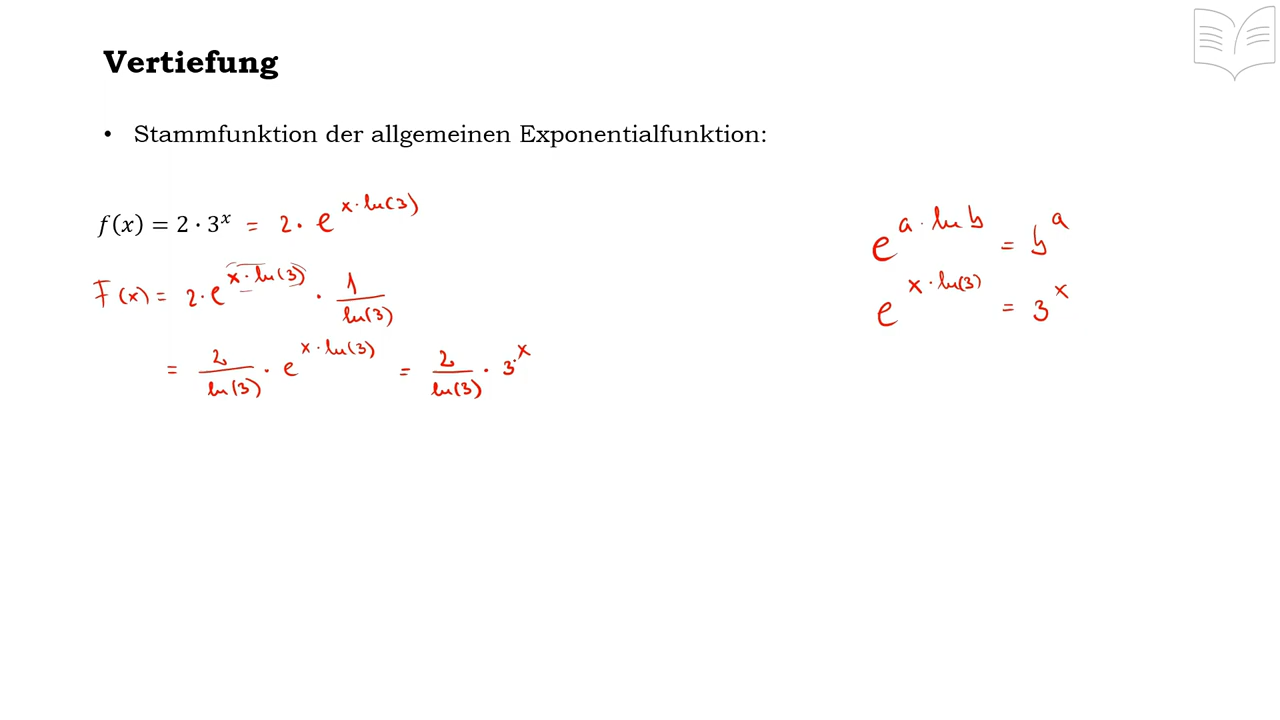 Vertiefung
• Stammfunktion der allgemeinen Exponentialfunktion:
f(x) = 2 · 3^x = 2 · e^{x · ln(3)}
F(x) = 2 · e^{x · ln(3)} · 1/ln(3)
= 2/ln(3) · e^{x · ln(3)} = 2/ln(3) · 3^x
e^{a · ln b} = b^a
e^{x · ln(3)} = 3^x